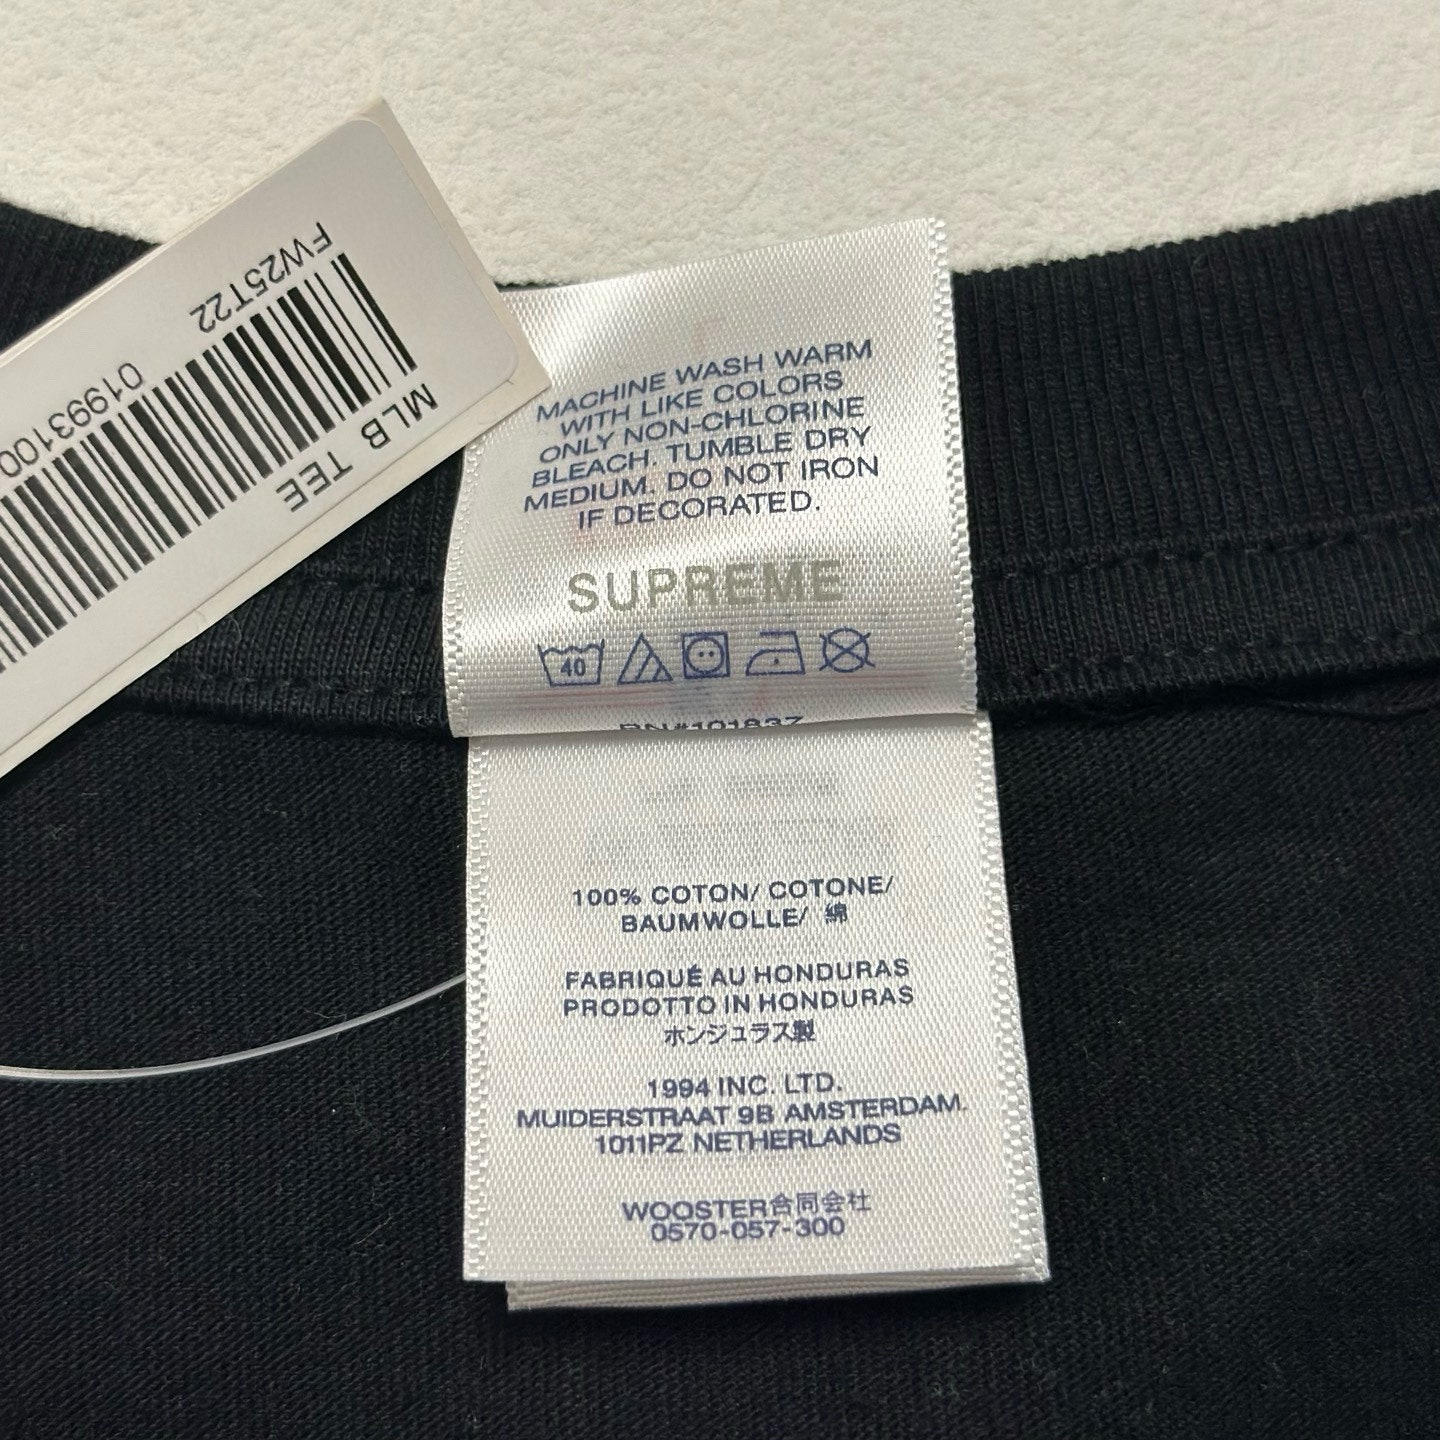 FW25T22
01993100
MLB TEE
MACHINE WASH WARM
WITH LIKE COLORS
ONLY NON-CHLORINE
BLEACH. TUMBLE DRY
MEDIUM. DO NOT IRON
IF DECORATED.
SUPREME
40
RN#101837
100% COTON/ COTONE/
BAUMWOLLE/ 綿
FABRIQUÉ AU HONDURAS
PRODOTTO IN HONDURAS
ホンジュラス製
1994 INC. LTD.
MUIDERSTRAAT 9B AMSTERDAM.
1011PZ NETHERLANDS
WOOSTER合同会社
0570-057-300